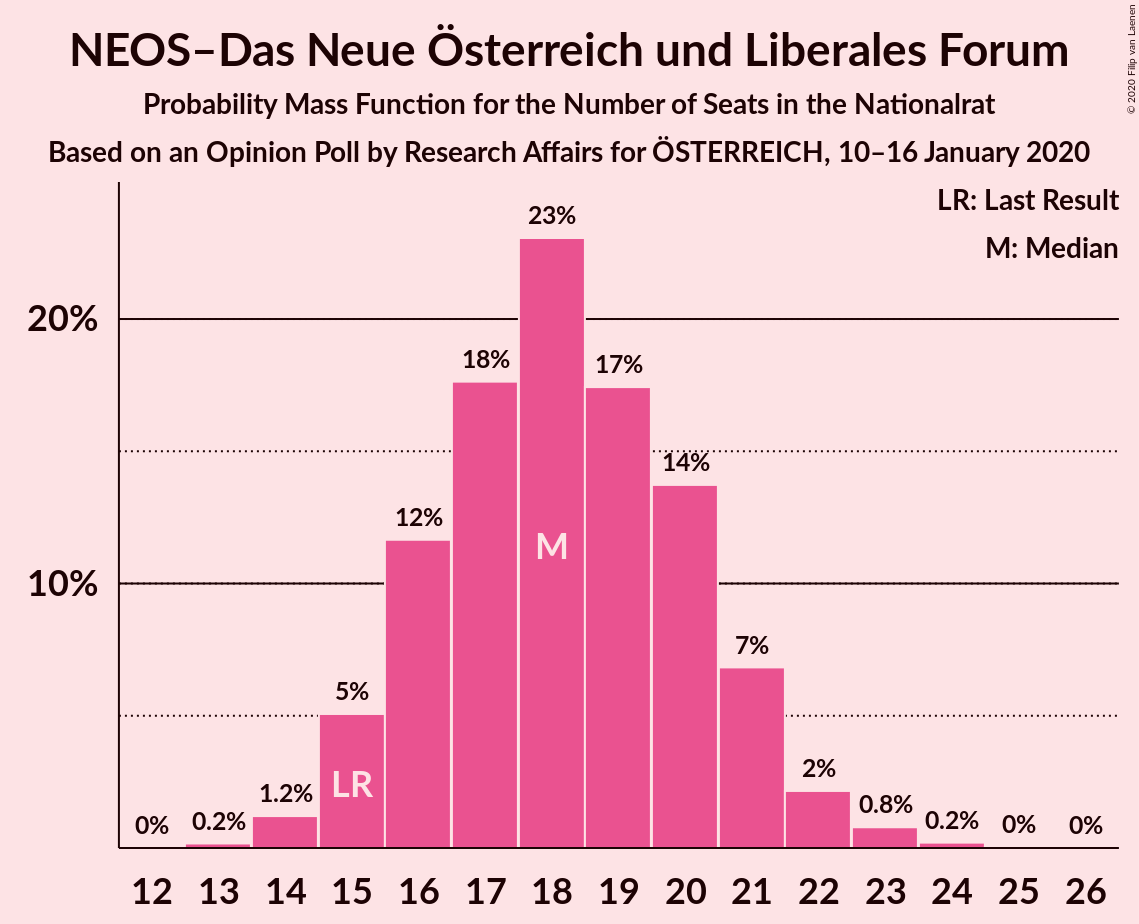 NEOS–Das Neue Österreich und Liberales Forum
Probability Mass Function for the Number of Seats in the Nationalrat
Based on an Opinion Poll by Research Affairs for ÖSTERREICH, 10–16 January 2020
© 2020 Filip van Laenen
LR: Last Result
M: Median
20%
10%
0%
0.2%
1.2%
5%
12%
18%
23%
17%
14%
7%
2%
0.8%
0.2%
0%
0%
LR
M
12 13 14 15 16 17 18 19 20 21 22 23 24 25 26